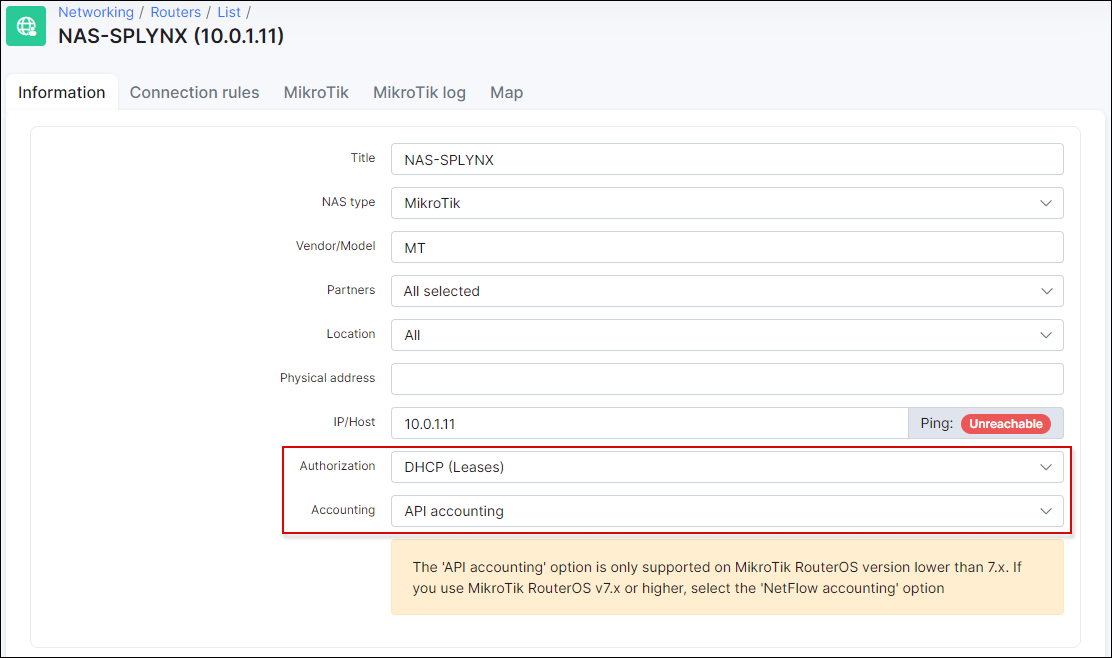 Networking / Routers / List /
NAS-SPLYNX (10.0.1.11)
Information Connection rules MikroTik MikroTik log Map
Title NAS-SPLYNX
NAS type MikroTik
Vendor/Model MT
Partners All selected
Location All
Physical address
IP/Host 10.0.1.11 Ping: Unreachable
Authorization DHCP (Leases)
Accounting API accounting
The 'API accounting' option is only supported on MikroTik RouterOS version lower than 7.x. If
you use MikroTik RouterOS v7.x or higher, select the 'NetFlow accounting' option